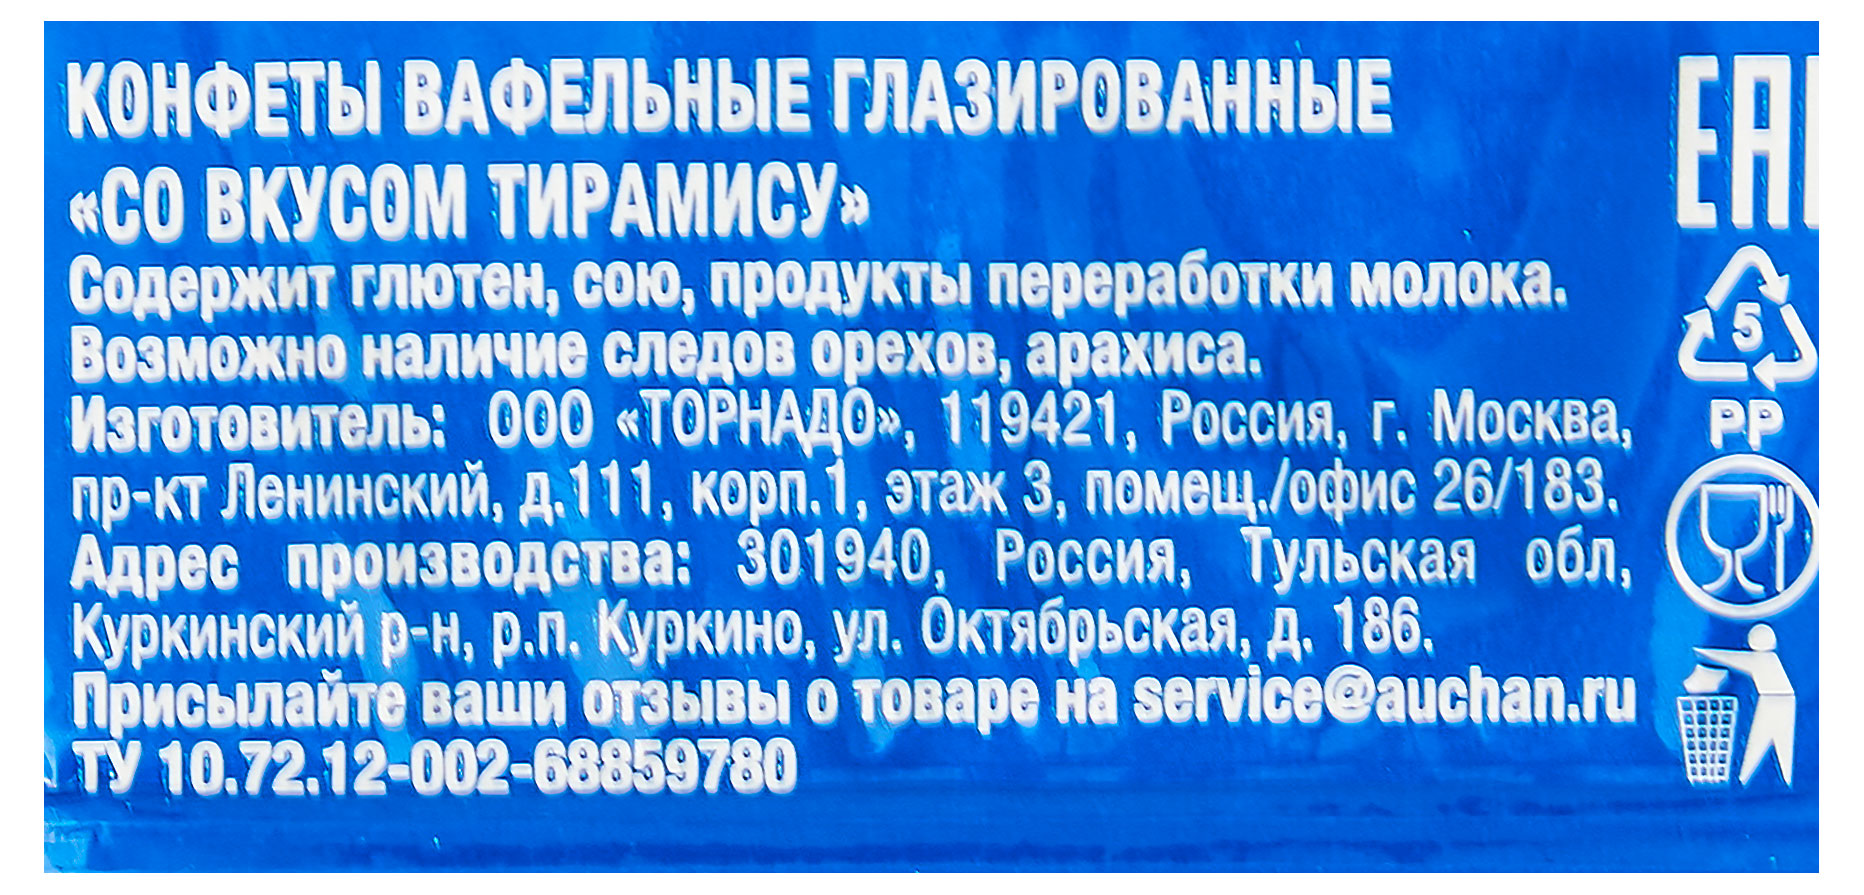 КОНФЕТЫ ВАФЕЛЬНЫЕ ГЛАЗИРОВАННЫЕ
«СО ВКУСОМ ТИРАМИСУ»
Содержит глютен, сою, продукты переработки молока.
Возможно наличие следов орехов, арахиса.
Изготовитель: ООО «ТОРНАДО», 119421, Россия, г. Москва,
пр-кт Ленинский, д.111, корп.1, этаж 3, помещ./офис 26/183.
Адрес производства: 301940, Россия, Тульская обл,
Куркинский р-н, р.п. Куркино, ул. Октябрьская, д. 186.
Присылайте ваши отзывы о товаре на service@auchan.ru
ТУ 10.72.12-002-68859780
EAC
5
PP